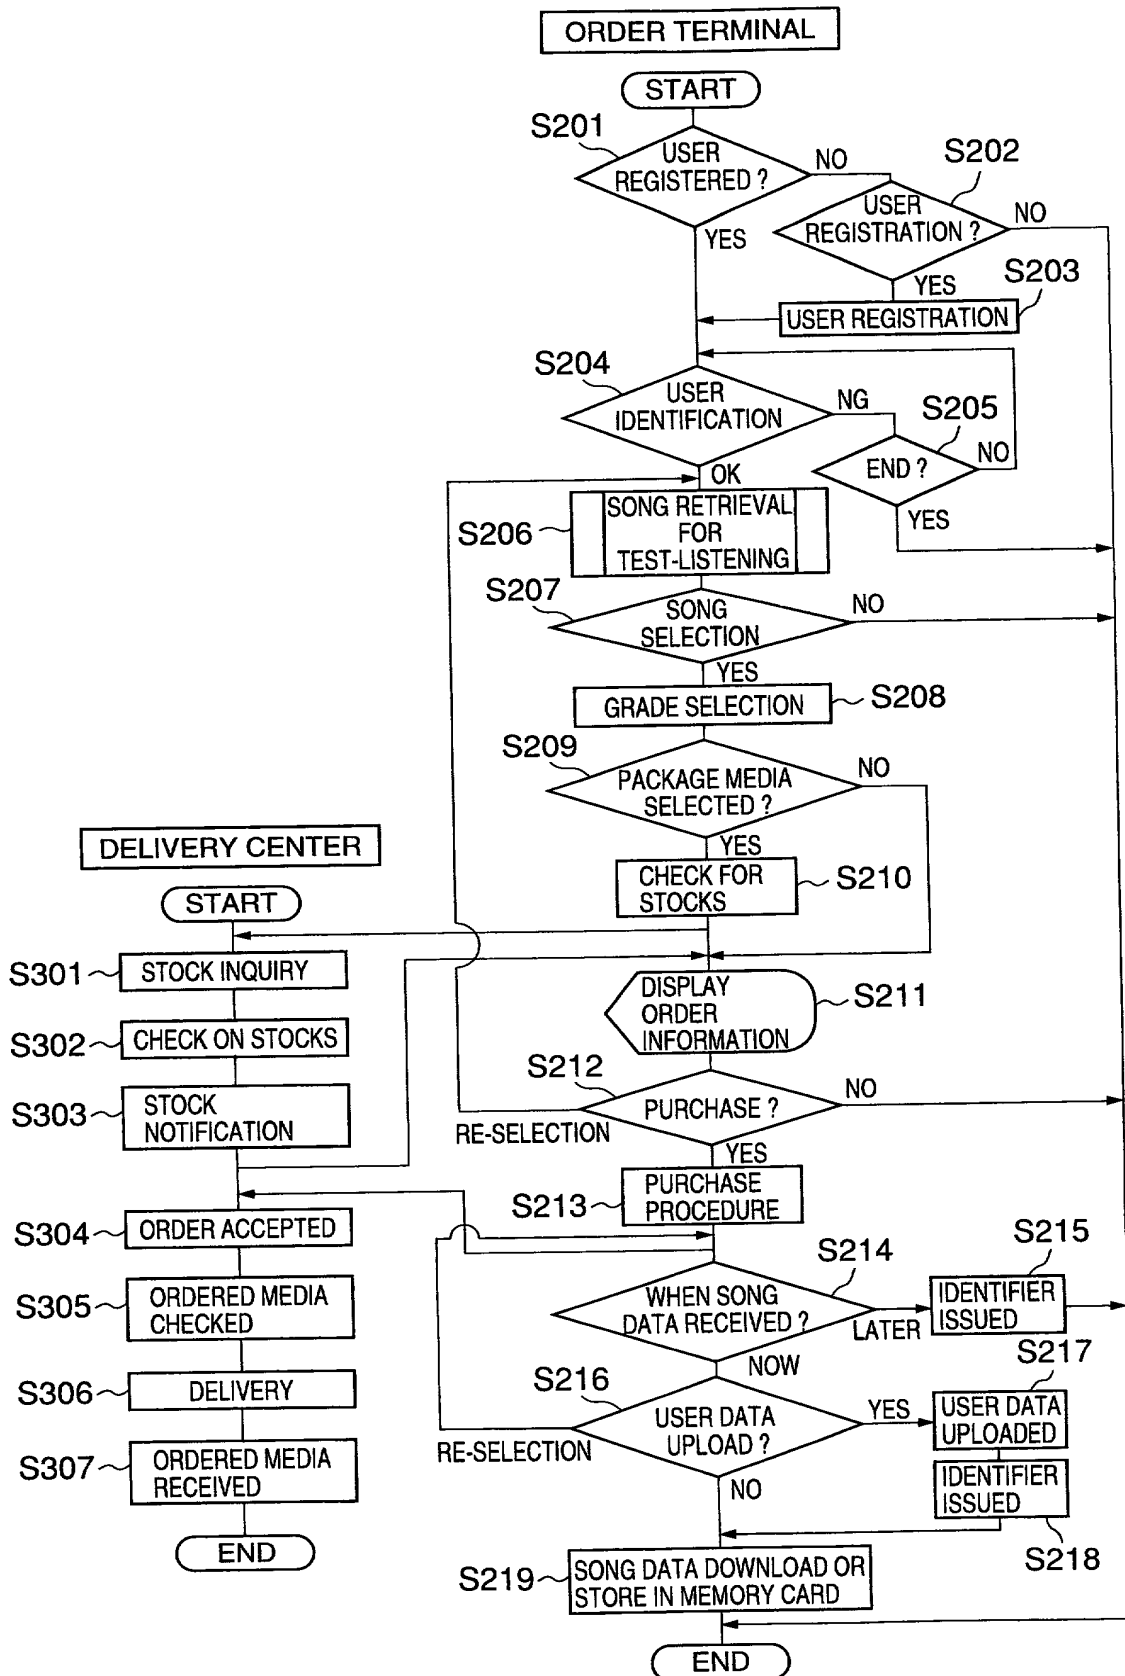 ORDER TERMINAL
START
S201
USER
REGISTERED ?
NO
YES
S202
USER
REGISTRATION ?
NO
YES
S203
USER REGISTRATION
S204
USER
IDENTIFICATION
NG
OK
S205
END ?
NO
YES
S206
SONG RETRIEVAL
FOR
TEST-LISTENING
S207
SONG
SELECTION
NO
YES
GRADE SELECTION
S208
S209
PACKAGE MEDIA
SELECTED ?
NO
YES
CHECK FOR
STOCKS
S210
DISPLAY
ORDER
INFORMATION
S211
S212
PURCHASE ?
NO
RE-SELECTION
YES
S213
PURCHASE
PROCEDURE
S214
WHEN SONG
DATA RECEIVED ?
LATER
NOW
S215
IDENTIFIER
ISSUED
S216
USER DATA
UPLOAD ?
YES
RE-SELECTION
NO
S217
USER DATA
UPLOADED
IDENTIFIER
ISSUED
S218
S219
SONG DATA DOWNLOAD OR
STORE IN MEMORY CARD
END
DELIVERY CENTER
START
S301
STOCK INQUIRY
S302
CHECK ON STOCKS
S303
STOCK
NOTIFICATION
S304
ORDER ACCEPTED
S305
ORDERED MEDIA
CHECKED
S306
DELIVERY
S307
ORDERED MEDIA
RECEIVED
END